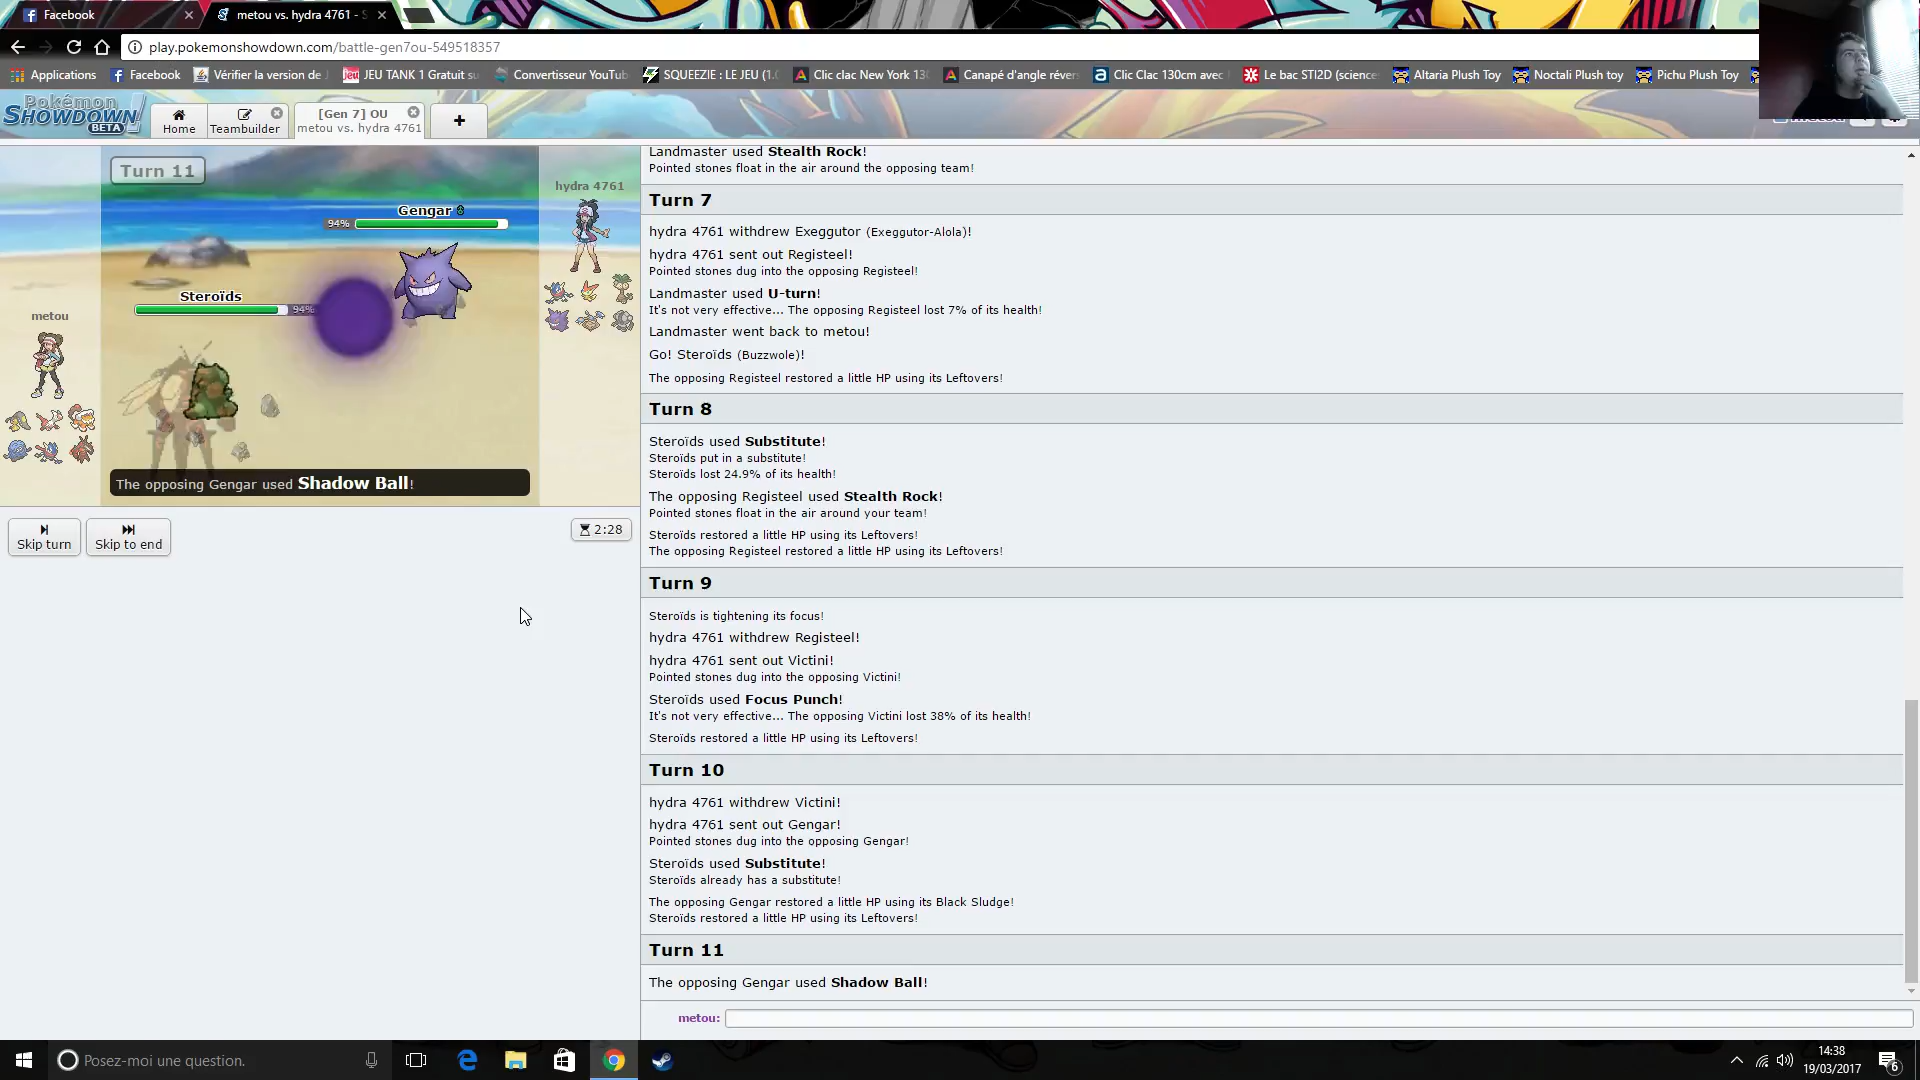 Facebook
metou vs. hydra 4761 - S
play.pokemonshowdown.com/battle-gen7ou-549518357
Applications
Facebook
Vérifier la version de J
JEU TANK 1 Gratuit su
Convertisseur YouTub
SQUEEZIE : LE JEU (1.0
Clic clac New York 13
Canapé d'angle révers
Clic Clac 130cm avec
Le bac STI2D (science
Altaria Plush Toy
Noctali Plush toy
Pichu Plush Toy
Pokémon
SHOWDOWN!
BETA
Home
Teambuilder
[Gen 7] OU
metou vs. hydra 4761
Turn 11
hydra 4761
Gengar
94%
Steroïds
94%
metou
The opposing Gengar used Shadow Ball!
Skip turn
Skip to end
2:28
Landmaster used Stealth Rock!
Pointed stones float in the air around the opposing team!
Turn 7
hydra 4761 withdrew Exeggutor (Exeggutor-Alola)!
hydra 4761 sent out Registeel!
Pointed stones dug into the opposing Registeel!
Landmaster used U-turn!
It's not very effective... The opposing Registeel lost 7% of its health!
Landmaster went back to metou!
Go! Steroïds (Buzzwole)!
The opposing Registeel restored a little HP using its Leftovers!
Turn 8
Steroïds used Substitute!
Steroïds put in a substitute!
Steroïds lost 24.9% of its health!
The opposing Registeel used Stealth Rock!
Pointed stones float in the air around your team!
Steroïds restored a little HP using its Leftovers!
The opposing Registeel restored a little HP using its Leftovers!
Turn 9
Steroïds is tightening its focus!
hydra 4761 withdrew Registeel!
hydra 4761 sent out Victini!
Pointed stones dug into the opposing Victini!
Steroïds used Focus Punch!
It's not very effective... The opposing Victini lost 38% of its health!
Steroïds restored a little HP using its Leftovers!
Turn 10
hydra 4761 withdrew Victini!
hydra 4761 sent out Gengar!
Pointed stones dug into the opposing Gengar!
Steroïds used Substitute!
Steroïds already has a substitute!
The opposing Gengar restored a little HP using its Black Sludge!
Steroïds restored a little HP using its Leftovers!
Turn 11
The opposing Gengar used Shadow Ball!
metou:
Posez-moi une question.
14:38
19/03/2017
6